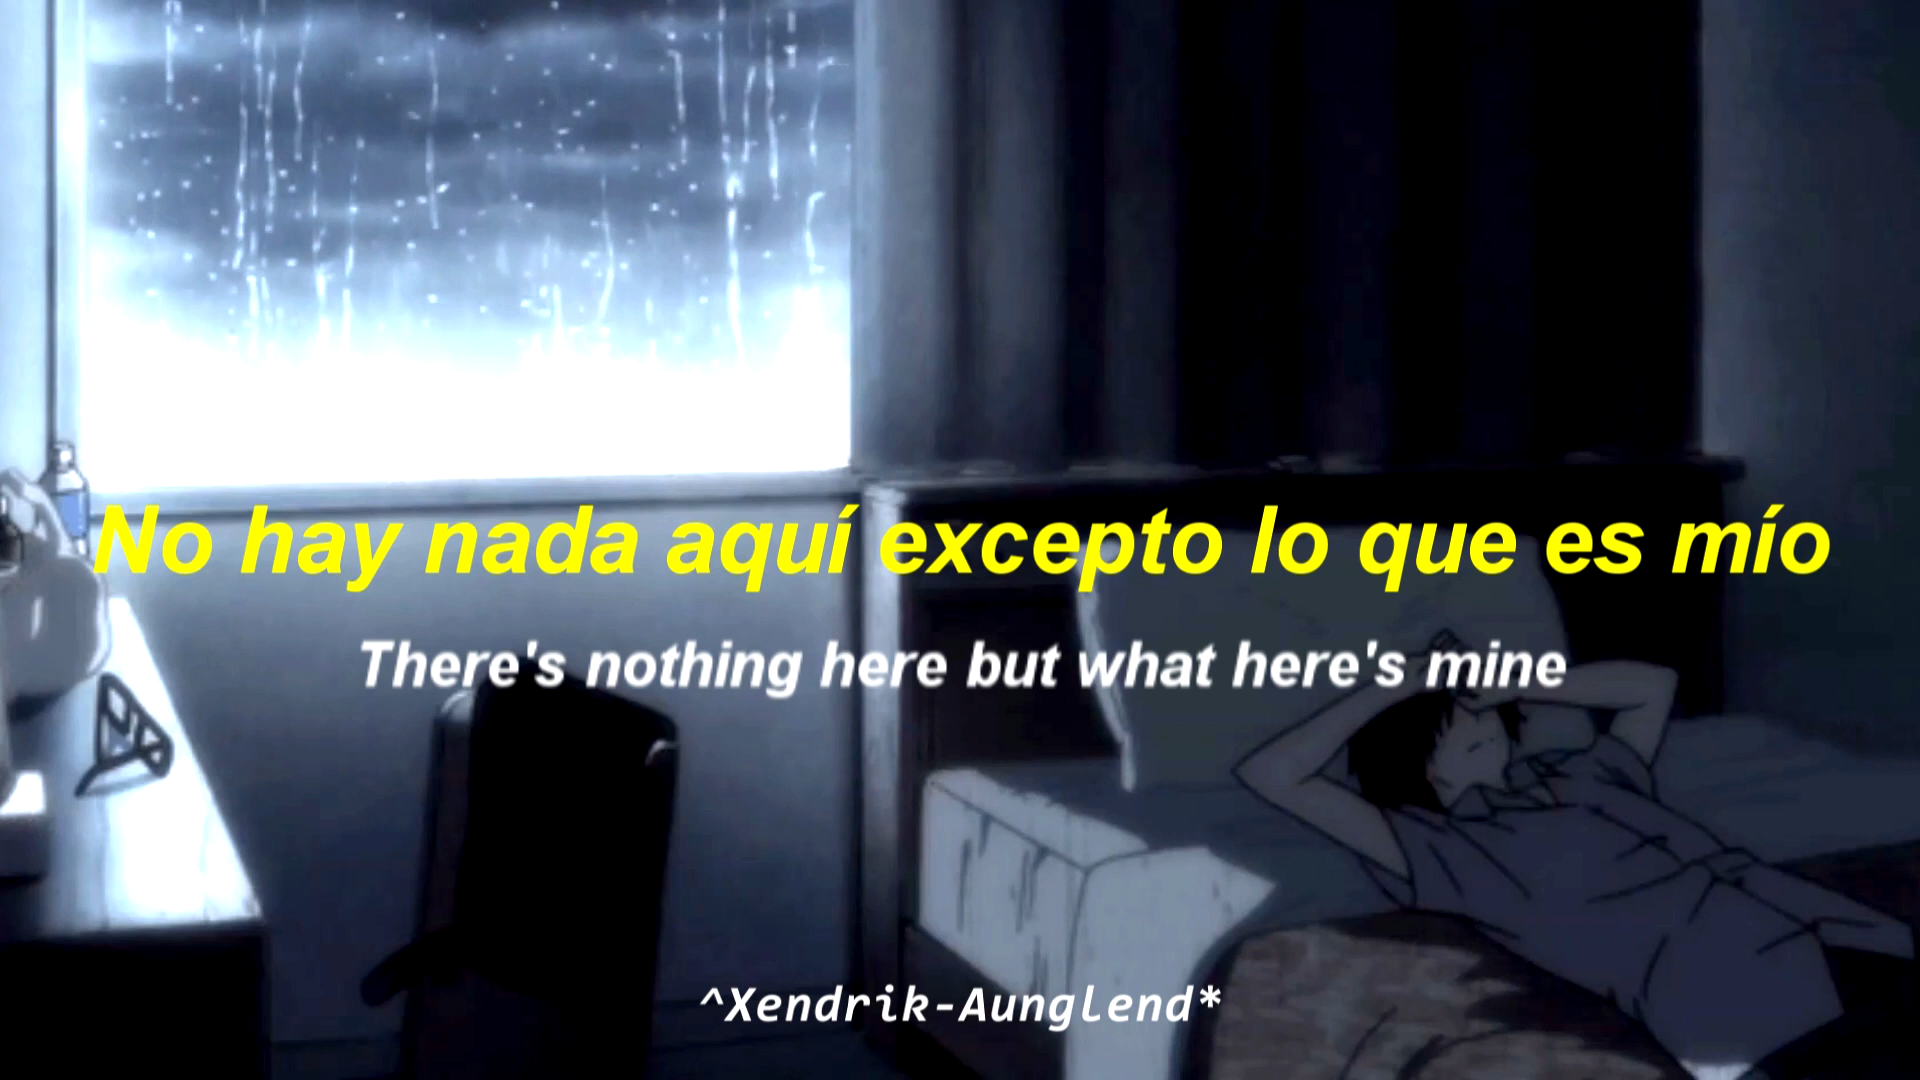 No hay nada aquí excepto lo que es mío
There's nothing here but what here's mine
^Xendrik-Aunglend*